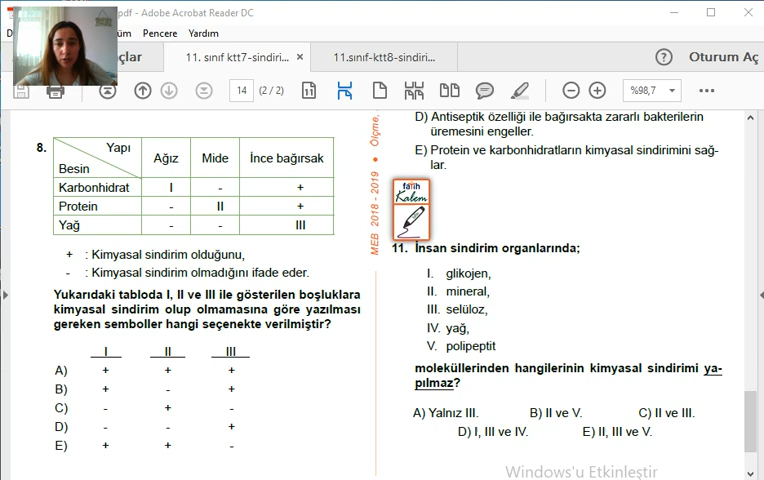 pdf - Adobe Acrobat Reader DC
üm Pencere Yardım
çlar
11. sınıf ktt7-sindiri... ×
11.sınıf-ktt8-sindiri...
? Oturum Aç
14 (2 / 2)
%98,7
8.
Yapı
Besin
Ağız Mide İnce bağırsak
Karbonhidrat I - +
Protein - II +
Yağ - - III
+ : Kimyasal sindirim olduğunu,
- : Kimyasal sindirim olmadığını ifade eder.
Yukarıdaki tabloda I, II ve III ile gösterilen boşluklara
kimyasal sindirim olup olmamasına göre yazılması
gereken semboller hangi seçenekte verilmiştir?
I II III
A) + + +
B) + - +
C) - + -
D) - - +
E) + + -
MEB 2018 - 2019 ● Ölçme,
D) Antiseptik özelliği ile bağırsakta zararlı bakterilerin
üremesini engeller.
E) Protein ve karbonhidratların kimyasal sindirimini sağ-
lar.
fatih
Kalem
11. İnsan sindirim organlarında;
I. glikojen,
II. mineral,
III. selüloz,
IV. yağ,
V. polipeptit
moleküllerinden hangilerinin kimyasal sindirimi ya-
pılmaz?
A) Yalnız III. B) II ve V. C) II ve III.
D) I, III ve IV. E) II, III ve V.
Windows'u Etkinleştir